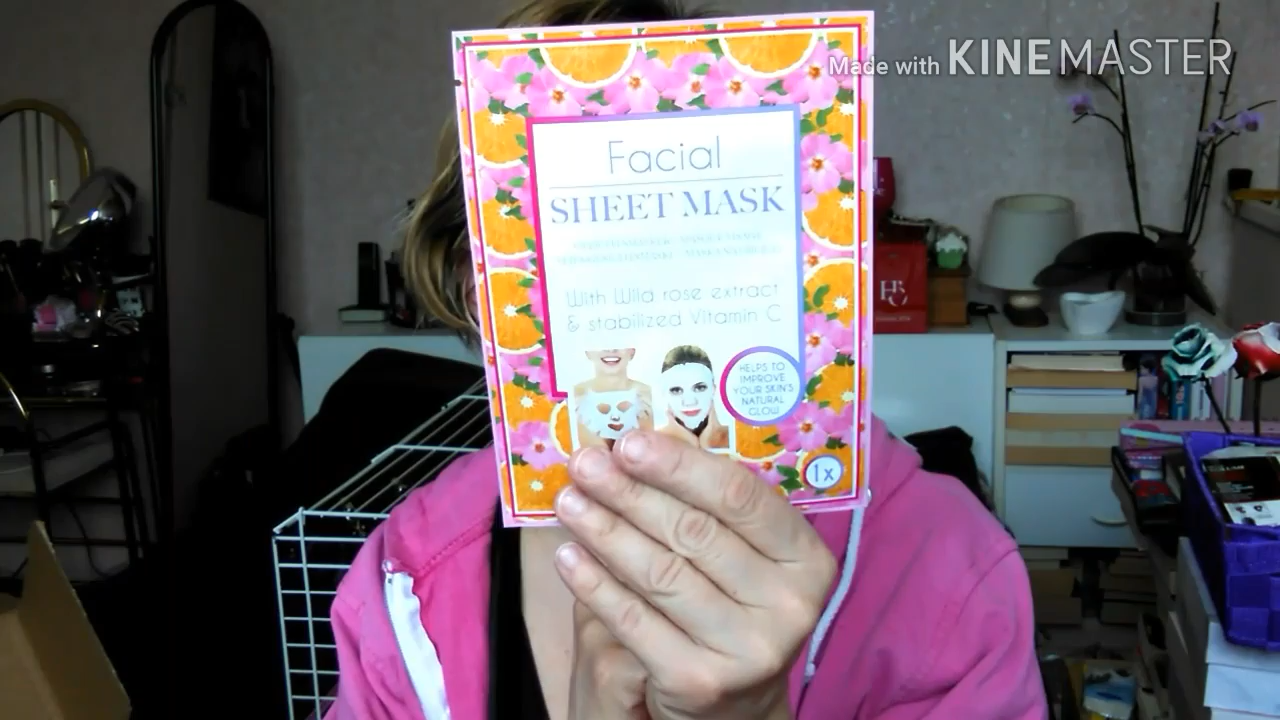 Made with KINEMASTER
Facial
SHEET MASK
With Wild rose extract
& stabilized Vitamin C
HELPS TO
IMPROVE
YOUR SKIN'S
NATURAL
GLOW
1x